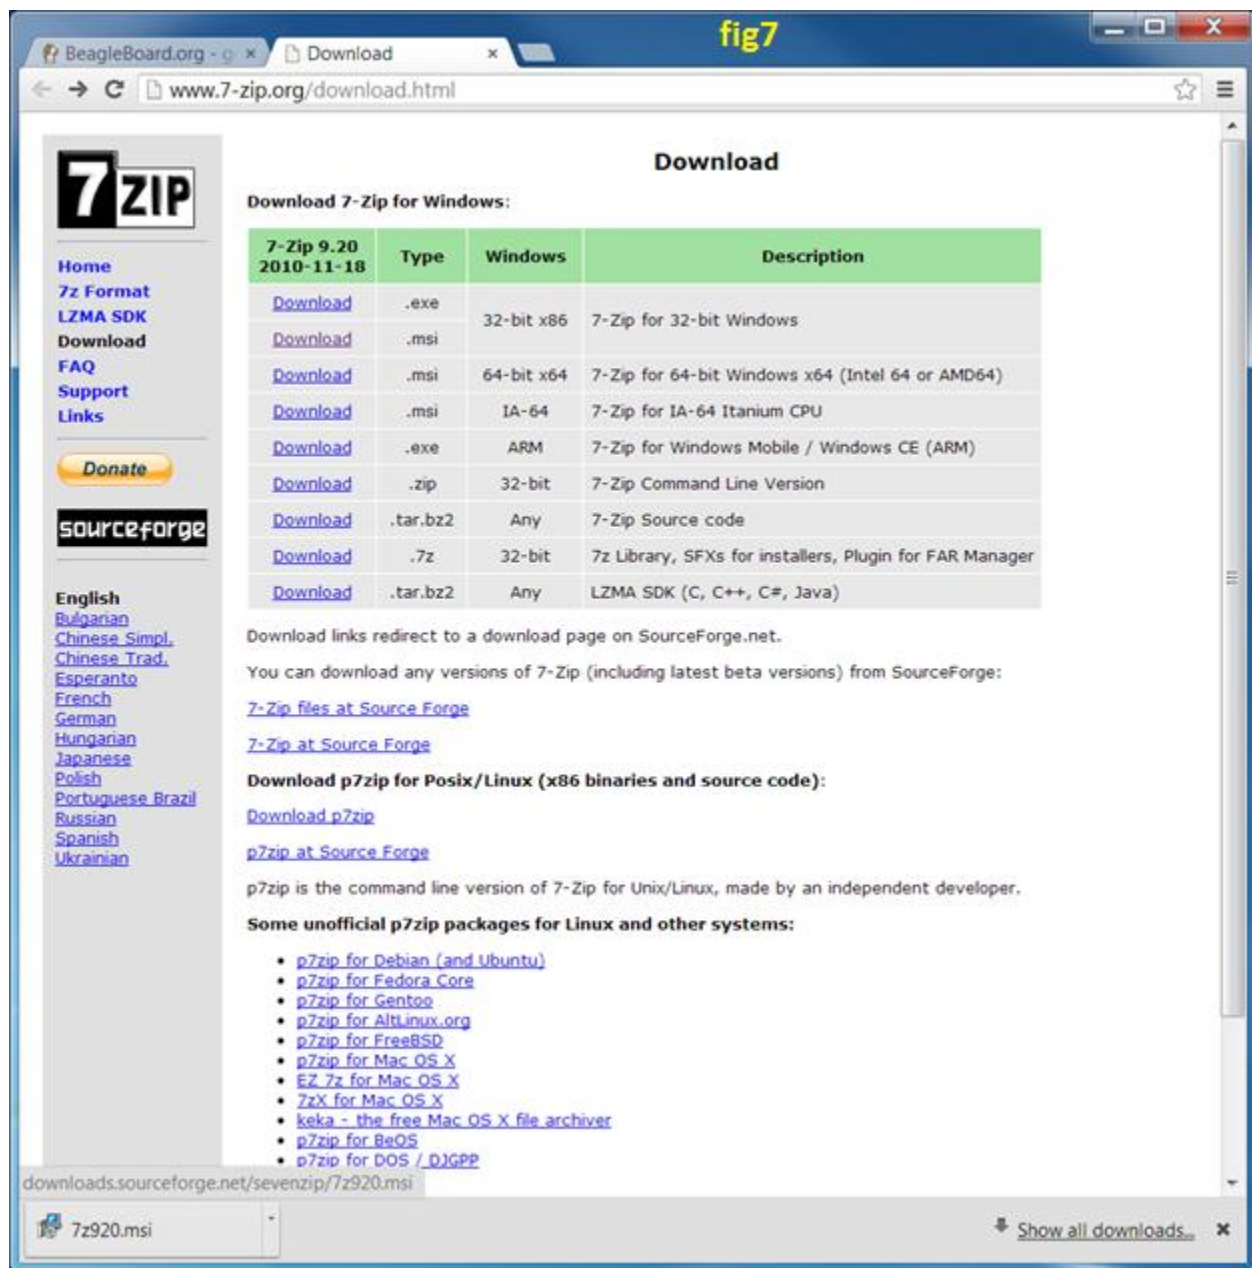 fig7
BeagleBoard.org - g
Download
www.7-zip.org/download.html
7 ZIP
Home
7z Format
LZMA SDK
Download
FAQ
Support
Links
Donate
sourceforge
English
Bulgarian
Chinese Simpl.
Chinese Trad.
Esperanto
French
German
Hungarian
Japanese
Polish
Portuguese Brazil
Russian
Spanish
Ukrainian
Download
Download 7-Zip for Windows:
7-Zip 9.20 2010-11-18 Type Windows Description
Download .exe 32-bit x86 7-Zip for 32-bit Windows
Download .msi
Download .msi 64-bit x64 7-Zip for 64-bit Windows x64 (Intel 64 or AMD64)
Download .msi IA-64 7-Zip for IA-64 Itanium CPU
Download .exe ARM 7-Zip for Windows Mobile / Windows CE (ARM)
Download .zip 32-bit 7-Zip Command Line Version
Download .tar.bz2 Any 7-Zip Source code
Download .7z 32-bit 7z Library, SFXs for installers, Plugin for FAR Manager
Download .tar.bz2 Any LZMA SDK (C, C++, C#, Java)
Download links redirect to a download page on SourceForge.net.
You can download any versions of 7-Zip (including latest beta versions) from SourceForge:
7-Zip files at Source Forge
7-Zip at Source Forge
Download p7zip for Posix/Linux (x86 binaries and source code):
Download p7zip
p7zip at Source Forge
p7zip is the command line version of 7-Zip for Unix/Linux, made by an independent developer.
Some unofficial p7zip packages for Linux and other systems:
• p7zip for Debian (and Ubuntu)
• p7zip for Fedora Core
• p7zip for Gentoo
• p7zip for AltLinux.org
• p7zip for FreeBSD
• p7zip for Mac OS X
• EZ 7z for Mac OS X
• 7zX for Mac OS X
• keka - the free Mac OS X file archiver
• p7zip for BeOS
• p7zip for DOS / DJGPP
downloads.sourceforge.net/sevenzip/7z920.msi
7z920.msi
Show all downloads...